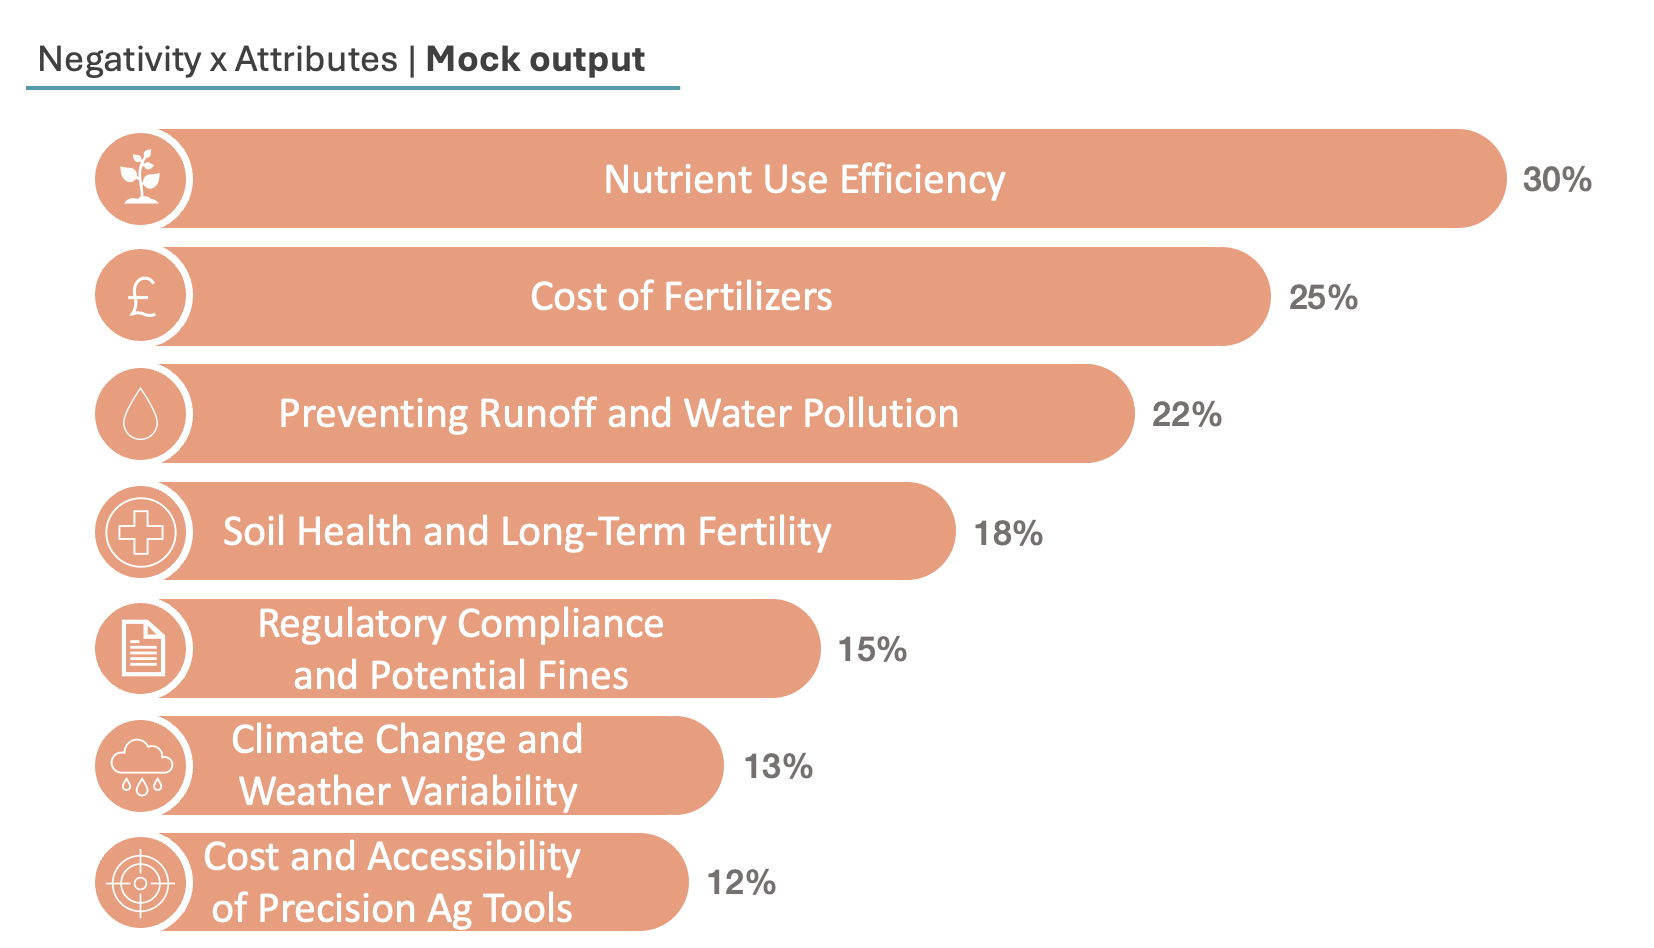 Negativity x Attributes | Mock output
Nutrient Use Efficiency
30%
£
Cost of Fertilizers
25%
Preventing Runoff and Water Pollution
22%
Soil Health and Long-Term Fertility
18%
Regulatory Compliance
and Potential Fines
15%
Climate Change and
Weather Variability
13%
Cost and Accessibility
of Precision Ag Tools
12%